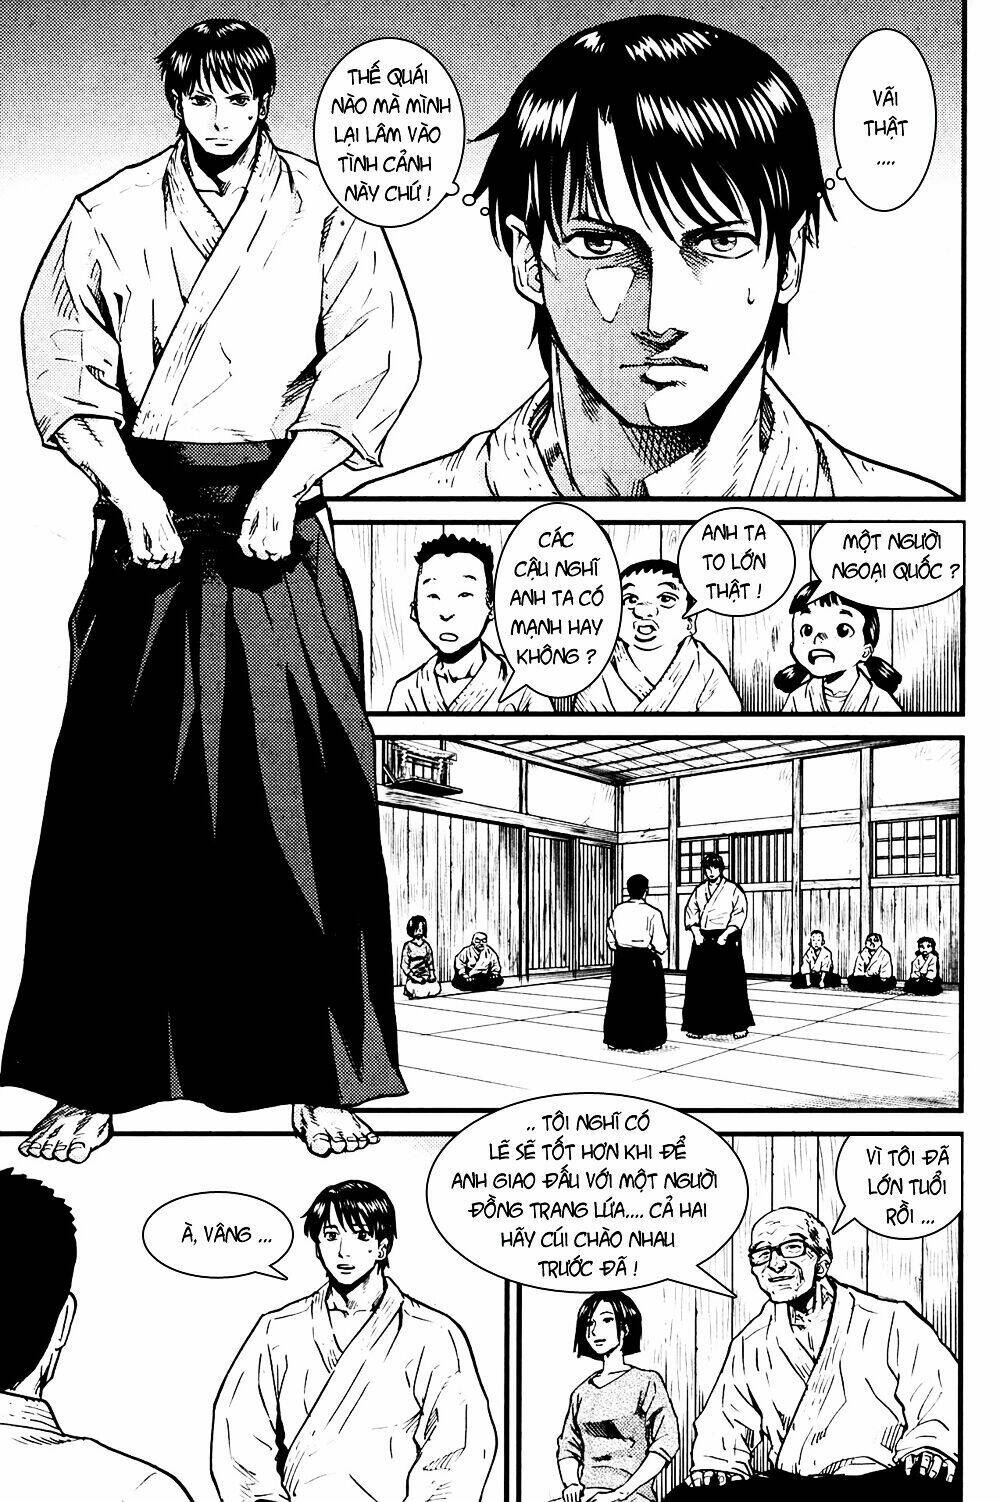 VÃI
THẬT
....
THẾ QUÁI
NÀO MÀ MÌNH
LẠI LÂM VÀO
TÌNH CẢNH
NÀY CHỨ !
MỘT NGƯỜI
NGOẠI QUỐC ?
ANH TA
TO LỚN
THẬT !
CÁC
CẬU NGHĨ
ANH TA CÓ
MẠNH HAY
KHÔNG ?
VÌ TÔI ĐÃ
LỚN TUỔI
RỒI ...
.. TÔI NGHĨ CÓ
LẼ SẼ TỐT HƠN KHI ĐỂ
ANH GIAO ĐẤU VỚI MỘT NGƯỜI
ĐỒNG TRANG LỨA.... CẢ HAI
HÃY CÚI CHÀO NHAU
TRƯỚC ĐÃ !
À, VÂNG ...